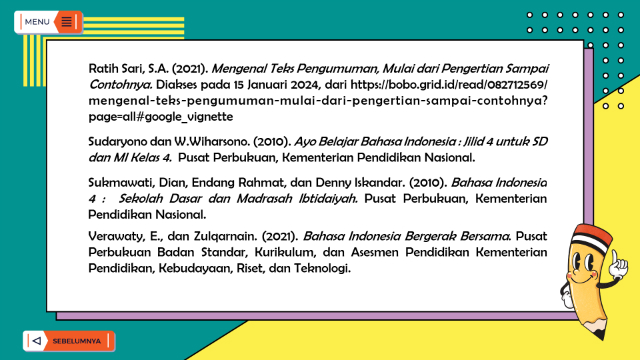 MENU
Ratih Sari, S.A. (2021). Mengenal Teks Pengumuman, Mulai dari Pengertian Sampai
Contohnya. Diakses pada 15 Januari 2024, dari https://bobo.grid.id/read/082712569/
mengenal-teks-pengumuman-mulai-dari-pengertian-sampai-contohnya?
page=all#google_vignette
Sudaryono dan W.Wiharsono. (2010). Ayo Belajar Bahasa Indonesia : Jilid 4 untuk SD
dan MI Kelas 4. Pusat Perbukuan, Kementerian Pendidikan Nasional.
Sukmawati, Dian, Endang Rahmat, dan Denny Iskandar. (2010). Bahasa Indonesia
4 : Sekolah Dasar dan Madrasah Ibtidaiyah. Pusat Perbukuan, Kementerian
Pendidikan Nasional.
Verawaty, E., dan Zulqarnain. (2021). Bahasa Indonesia Bergerak Bersama. Pusat
Perbukuan Badan Standar, Kurikulum, dan Asesmen Pendidikan Kementerian
Pendidikan, Kebudayaan, Riset, dan Teknologi.
SEBELUMNYA